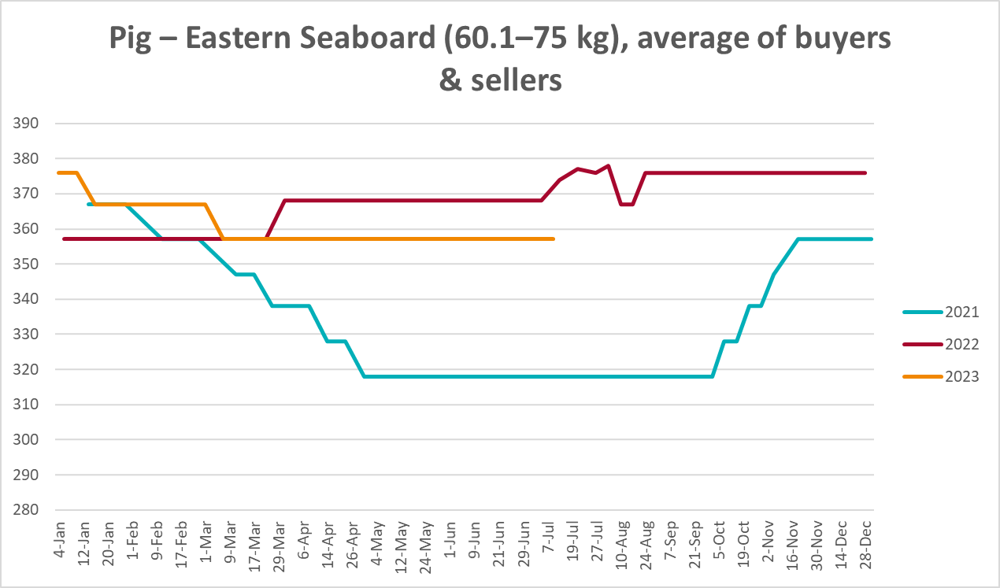 Pig – Eastern Seaboard (60.1–75 kg), average of buyers
& sellers
390
380
370
360
350
340
330
320
310
300
290
280
4-Jan
12-Jan
20-Jan
1-Feb
9-Feb
17-Feb
1-Mar
9-Mar
17-Mar
29-Mar
6-Apr
14-Apr
26-Apr
4-May
12-May
24-May
1-Jun
9-Jun
21-Jun
29-Jun
7-Jul
19-Jul
27-Jul
10-Aug
24-Aug
7-Sep
21-Sep
5-Oct
19-Oct
2-Nov
16-Nov
30-Nov
14-Dec
28-Dec
2021
2022
2023